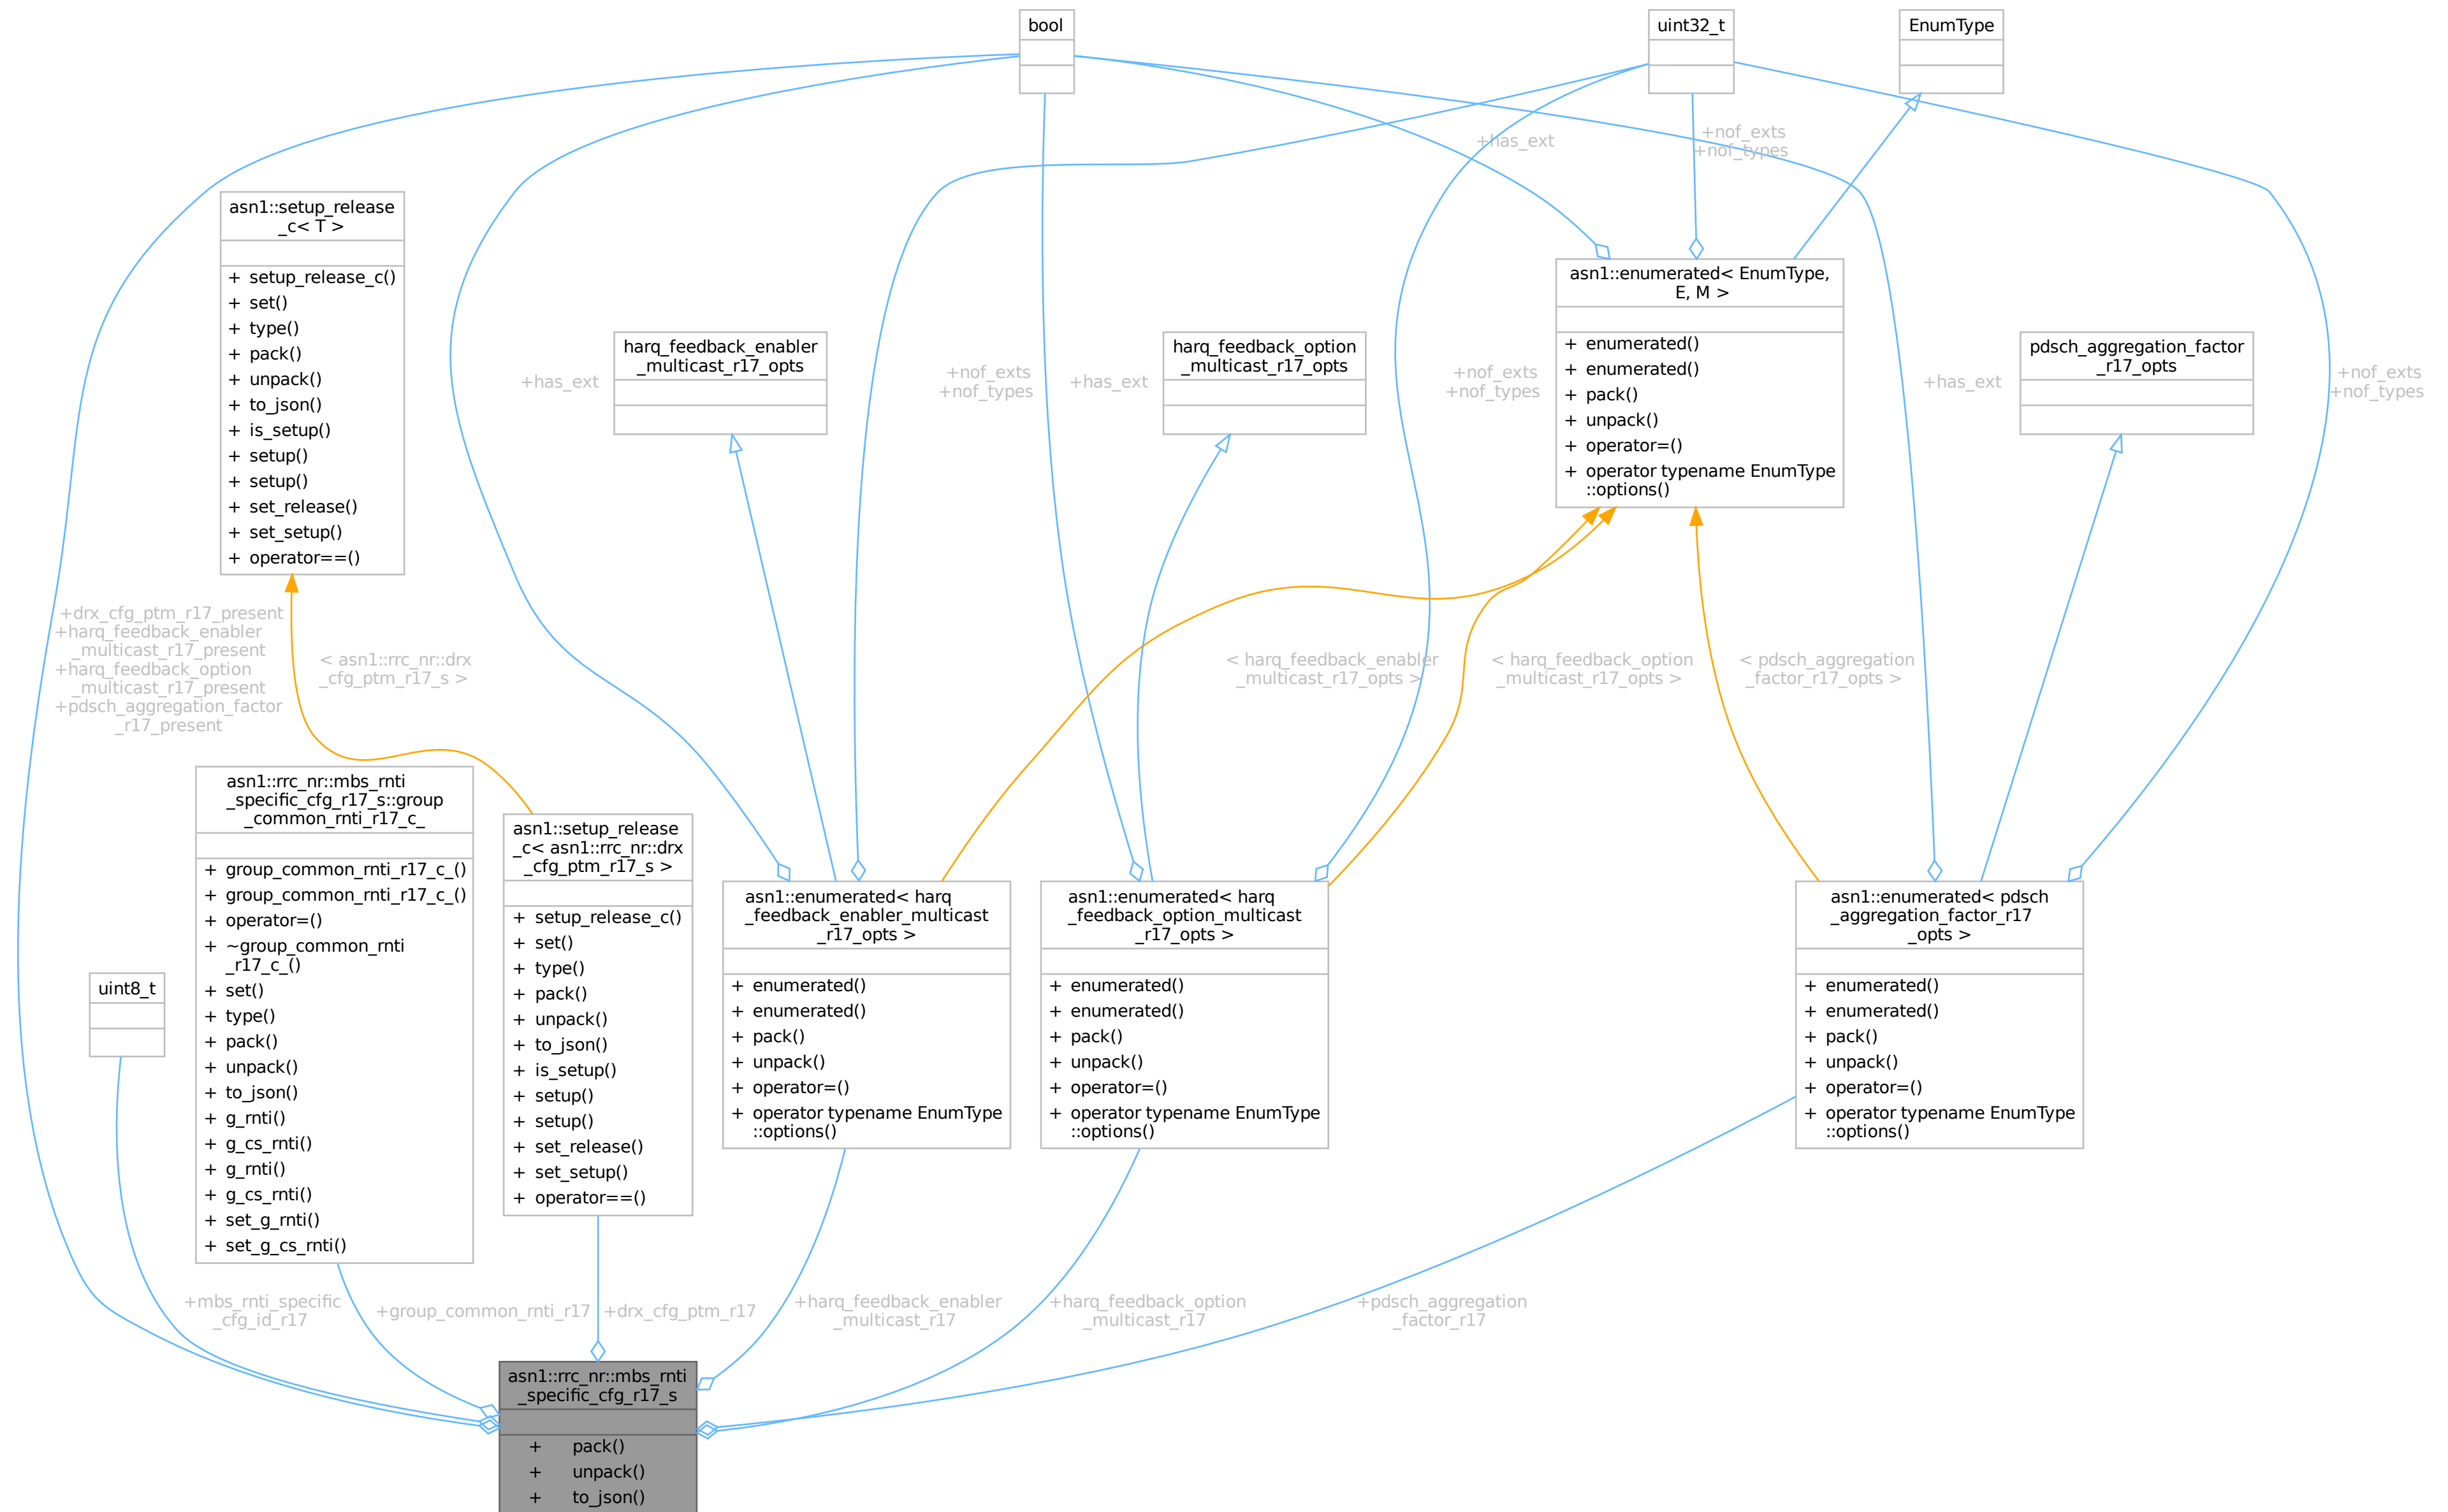 bool
uint32_t
EnumType
+has_ext
+nof_exts
+nof_types
asn1::setup_release
_c< T >
+ setup_release_c()
+ set()
+ type()
+ pack()
+ unpack()
+ to_json()
+ is_setup()
+ setup()
+ setup()
+ set_release()
+ set_setup()
+ operator==()
asn1::enumerated< EnumType,
E, M >
+ enumerated()
+ enumerated()
+ pack()
+ unpack()
+ operator=()
+ operator typename EnumType
::options()
+has_ext
harq_feedback_enabler
_multicast_r17_opts
+nof_exts
+nof_types
+has_ext
harq_feedback_option
_multicast_r17_opts
+nof_exts
+nof_types
+has_ext
pdsch_aggregation_factor
_r17_opts
+nof_exts
+nof_types
+drx_cfg_ptm_r17_present
+harq_feedback_enabler
_multicast_r17_present
+harq_feedback_option
_multicast_r17_present
+pdsch_aggregation_factor
_r17_present
< asn1::rrc_nr::drx
_cfg_ptm_r17_s >
< harq_feedback_enabler
_multicast_r17_opts >
< harq_feedback_option
_multicast_r17_opts >
< pdsch_aggregation
_factor_r17_opts >
uint8_t
asn1::rrc_nr::mbs_rnti
_specific_cfg_r17_s::group
_common_rnti_r17_c_
+ group_common_rnti_r17_c_()
+ group_common_rnti_r17_c_()
+ operator=()
+ ~group_common_rnti
_r17_c_()
+ set()
+ type()
+ pack()
+ unpack()
+ to_json()
+ g_rnti()
+ g_cs_rnti()
+ g_rnti()
+ g_cs_rnti()
+ set_g_rnti()
+ set_g_cs_rnti()
asn1::setup_release
_c< asn1::rrc_nr::drx
_cfg_ptm_r17_s >
+ setup_release_c()
+ set()
+ type()
+ pack()
+ unpack()
+ to_json()
+ is_setup()
+ setup()
+ setup()
+ set_release()
+ set_setup()
+ operator==()
asn1::enumerated< harq
_feedback_enabler_multicast
_r17_opts >
+ enumerated()
+ enumerated()
+ pack()
+ unpack()
+ operator=()
+ operator typename EnumType
::options()
asn1::enumerated< harq
_feedback_option_multicast
_r17_opts >
+ enumerated()
+ enumerated()
+ pack()
+ unpack()
+ operator=()
+ operator typename EnumType
::options()
asn1::enumerated< pdsch
_aggregation_factor_r17
_opts >
+ enumerated()
+ enumerated()
+ pack()
+ unpack()
+ operator=()
+ operator typename EnumType
::options()
+mbs_rnti_specific
_cfg_id_r17
+group_common_rnti_r17
+drx_cfg_ptm_r17
+harq_feedback_enabler
_multicast_r17
+harq_feedback_option
_multicast_r17
+pdsch_aggregation
_factor_r17
asn1::rrc_nr::mbs_rnti
_specific_cfg_r17_s
+ pack()
+ unpack()
+ to_json()